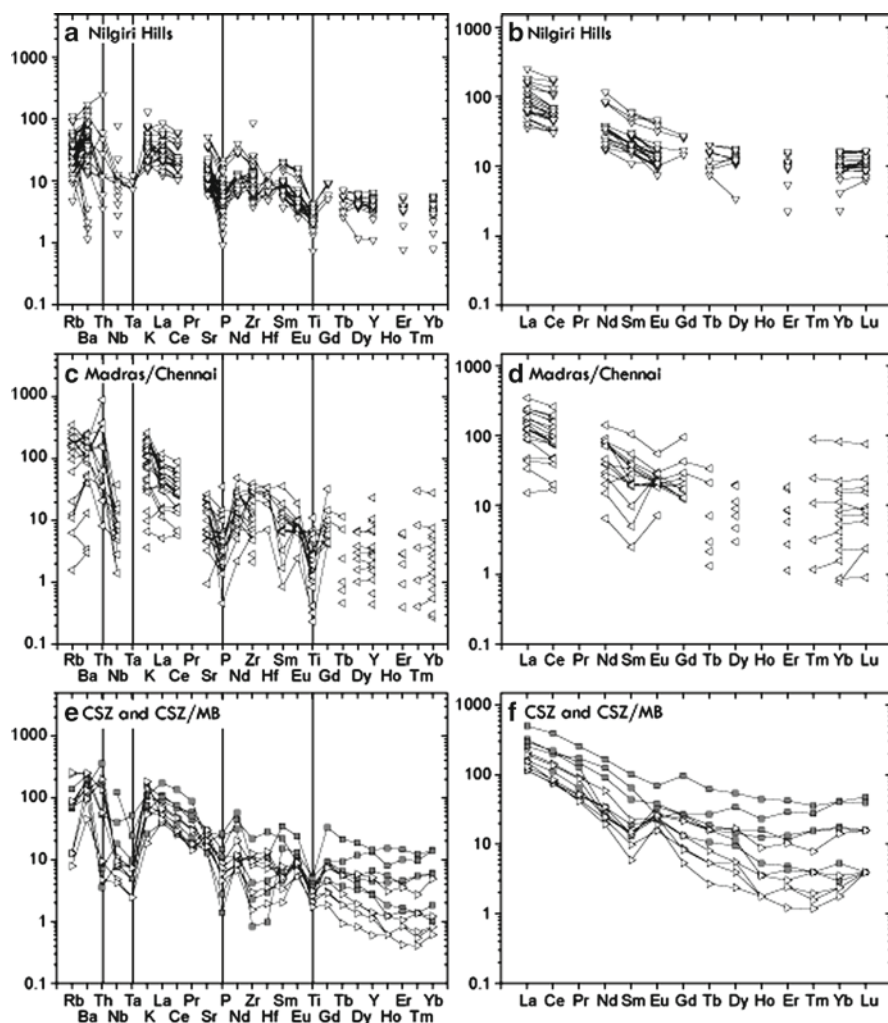 a Nilgiri Hills
1000
100
10
1
0.1
Rb Th Ta La Pr P Zr Sm Ti Tb Y Er Yb
Ba Nb K Ce Sr Nd Hf Eu Gd Dy Ho Tm
b Nilgiri Hills
1000
100
10
1
0.1
La Ce Pr Nd Sm Eu Gd Tb Dy Ho Er Tm Yb Lu
c Madras/Chennai
1000
100
10
1
0.1
Rb Th Ta La Pr P Zr Sm Ti Tb Y Er Yb
Ba Nb K Ce Sr Nd Hf Eu Gd Dy Ho Tm
d Madras/Chennai
1000
100
10
1
0.1
La Ce Pr Nd Sm Eu Gd Tb Dy Ho Er Tm Yb Lu
e CSZ and CSZ/MB
1000
100
10
1
0.1
Rb Th Ta La Pr P Zr Sm Ti Tb Y Er Yb
Ba Nb K Ce Sr Nd Hf Eu Gd Dy Ho Tm
f CSZ and CSZ/MB
1000
100
10
1
0.1
La Ce Pr Nd Sm Eu Gd Tb Dy Ho Er Tm Yb Lu